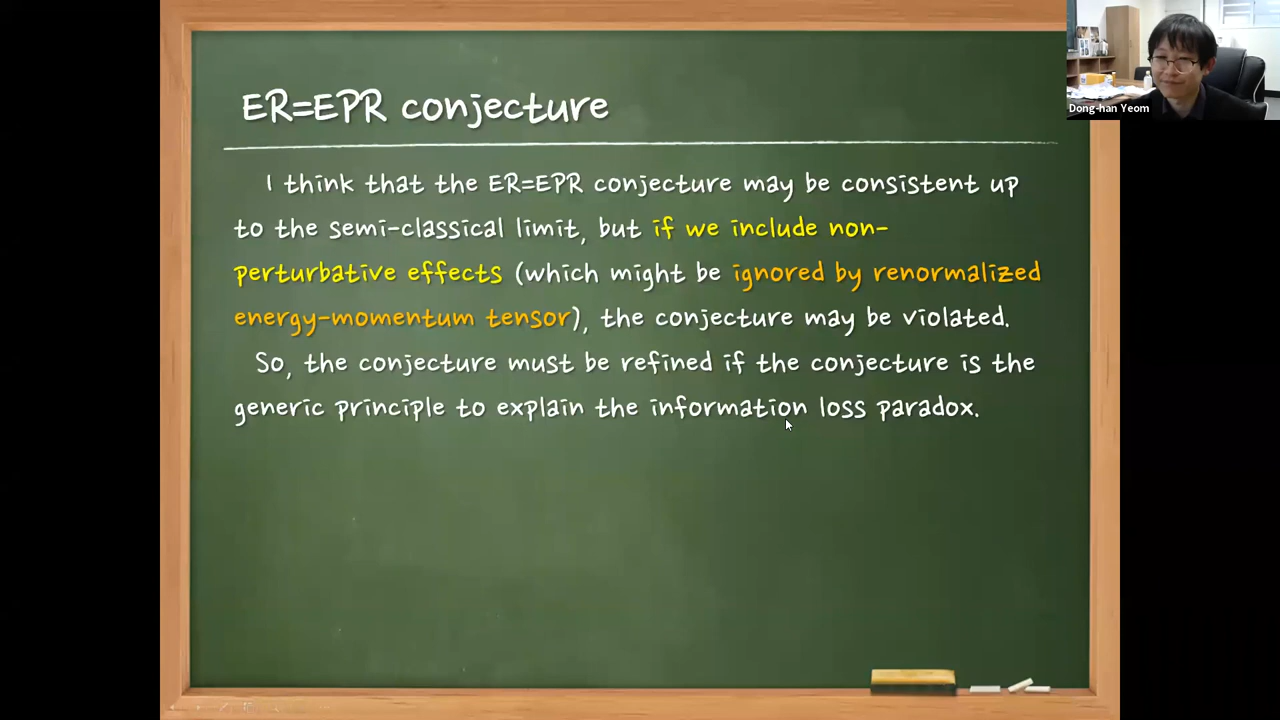 ER=EPR conjecture
I think that the ER=EPR conjecture may be consistent up
to the semi-classical limit, but if we include non-
perturbative effects (which might be ignored by renormalized
energy-momentum tensor), the conjecture may be violated.
So, the conjecture must be refined if the conjecture is the
generic principle to explain the information loss paradox.
Dong-han Yeom